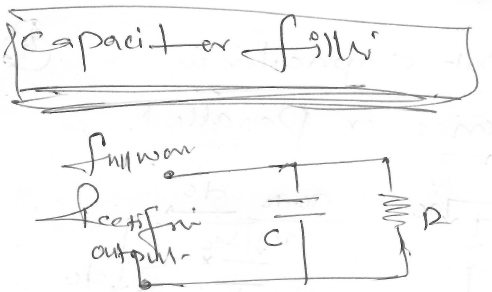 Capacitor filter
full wave
Rectifier
output
C
R